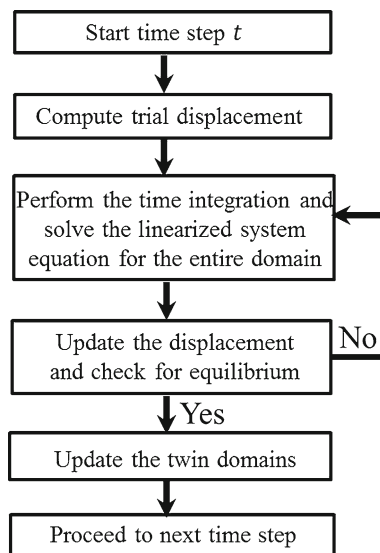 Start time step t
Compute trial displacement
Perform the time integration and
solve the linearized system
equation for the entire domain
Update the displacement
and check for equilibrium
No
Yes
Update the twin domains
Proceed to next time step